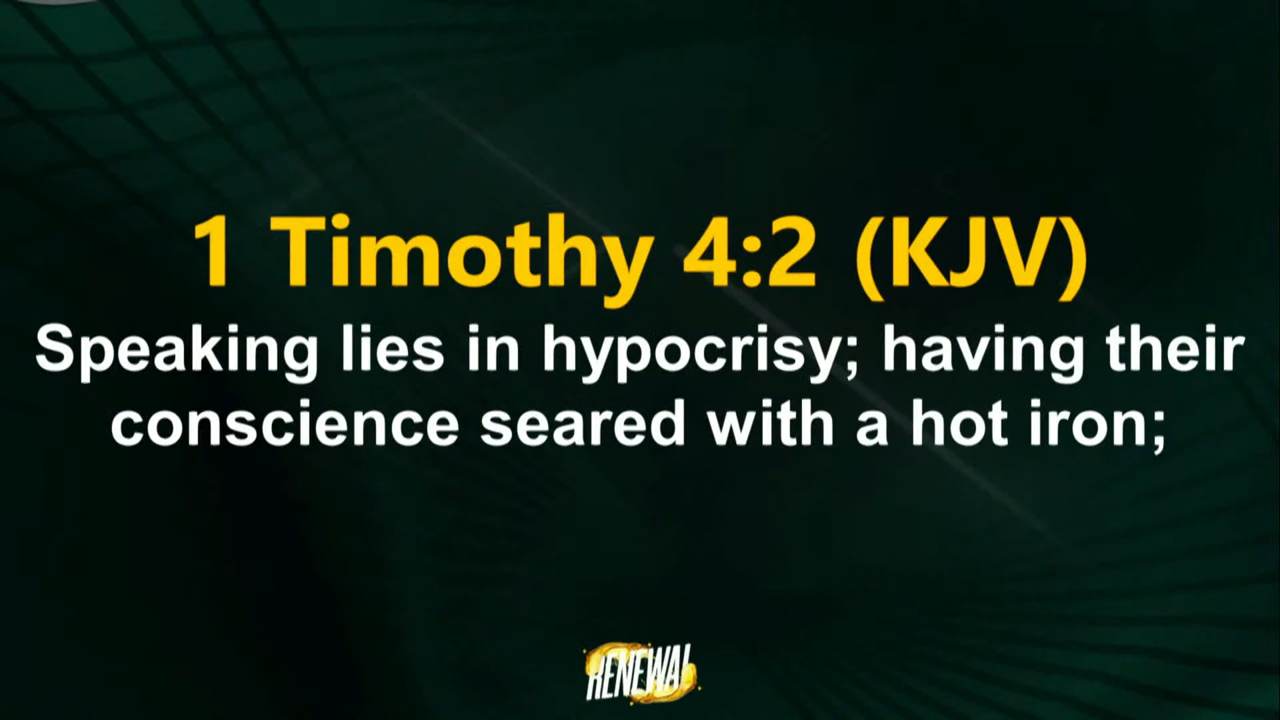 1 Timothy 4:2 (KJV)
Speaking lies in hypocrisy; having their
conscience seared with a hot iron;
RENEWAL